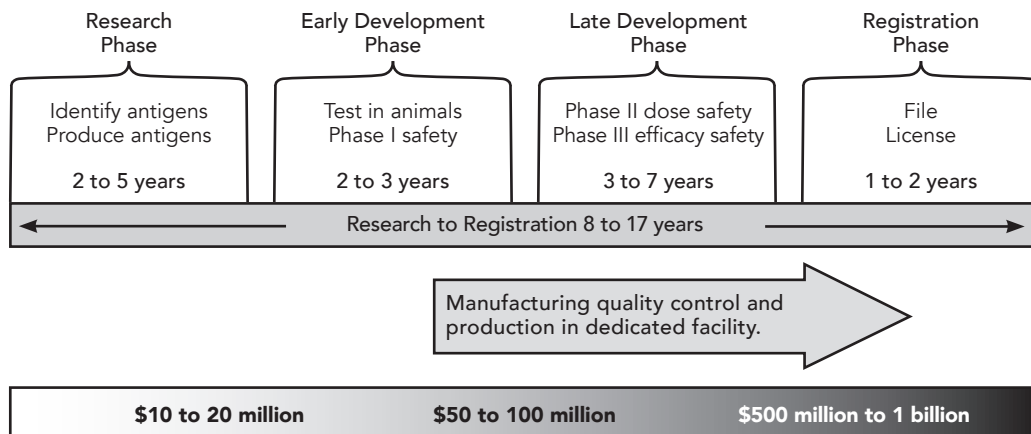 Research
Phase
Early Development
Phase
Late Development
Phase
Registration
Phase
Identify antigens
Produce antigens
2 to 5 years
Test in animals
Phase I safety
2 to 3 years
Phase II dose safety
Phase III efficacy safety
3 to 7 years
File
License
1 to 2 years
Research to Registration 8 to 17 years
Manufacturing quality control and
production in dedicated facility.
$10 to 20 million
$50 to 100 million
$500 million to 1 billion